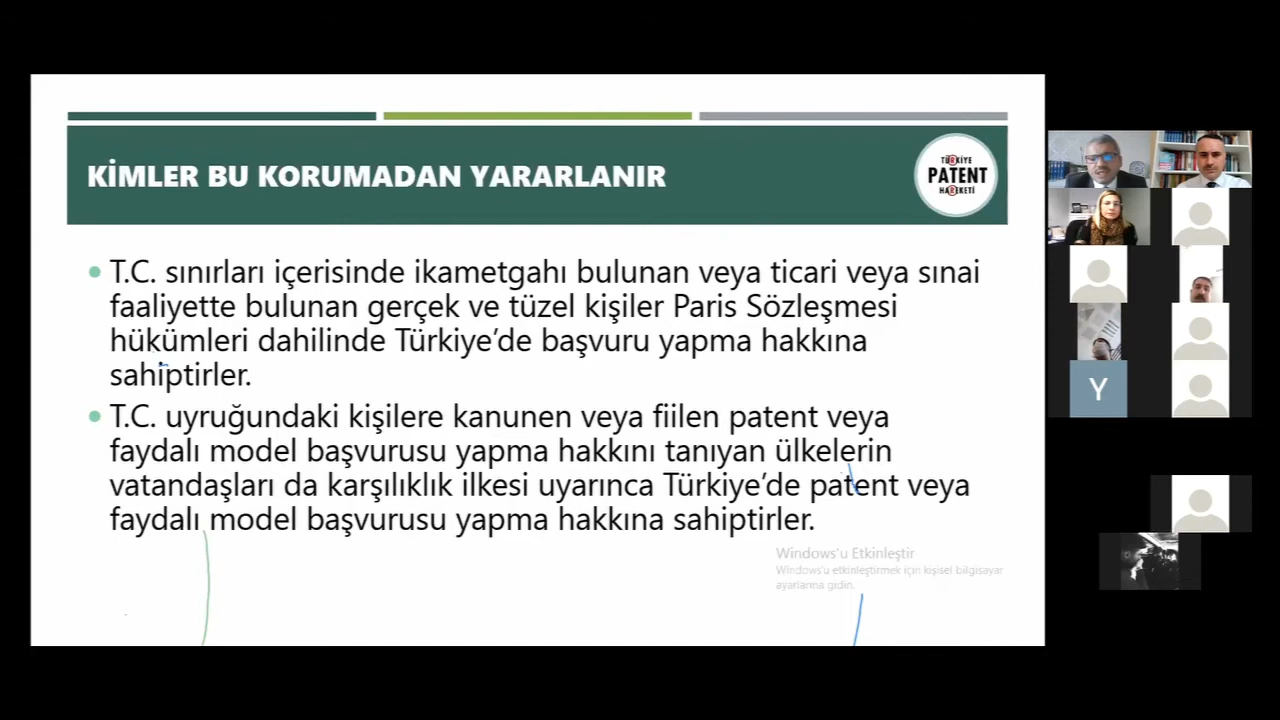 KİMLER BU KORUMADAN YARARLANIR
TÜRKİYE
PATENT
HAREKETİ
• T.C. sınırları içerisinde ikametgahı bulunan veya ticari veya sınai
faaliyette bulunan gerçek ve tüzel kişiler Paris Sözleşmesi
hükümleri dahilinde Türkiye’de başvuru yapma hakkına
sahiptirler.
• T.C. uyruğundaki kişilere kanunen veya fiilen patent veya
faydalı model başvurusu yapma hakkını tanıyan ülkelerin
vatandaşları da karşılıklık ilkesi uyarınca Türkiye’de patent veya
faydalı model başvurusu yapma hakkına sahiptirler.
Windows'u Etkinleştir
Windows'u etkinleştirmek için kişisel bilgisayar
ayarlarına gidin.
Y